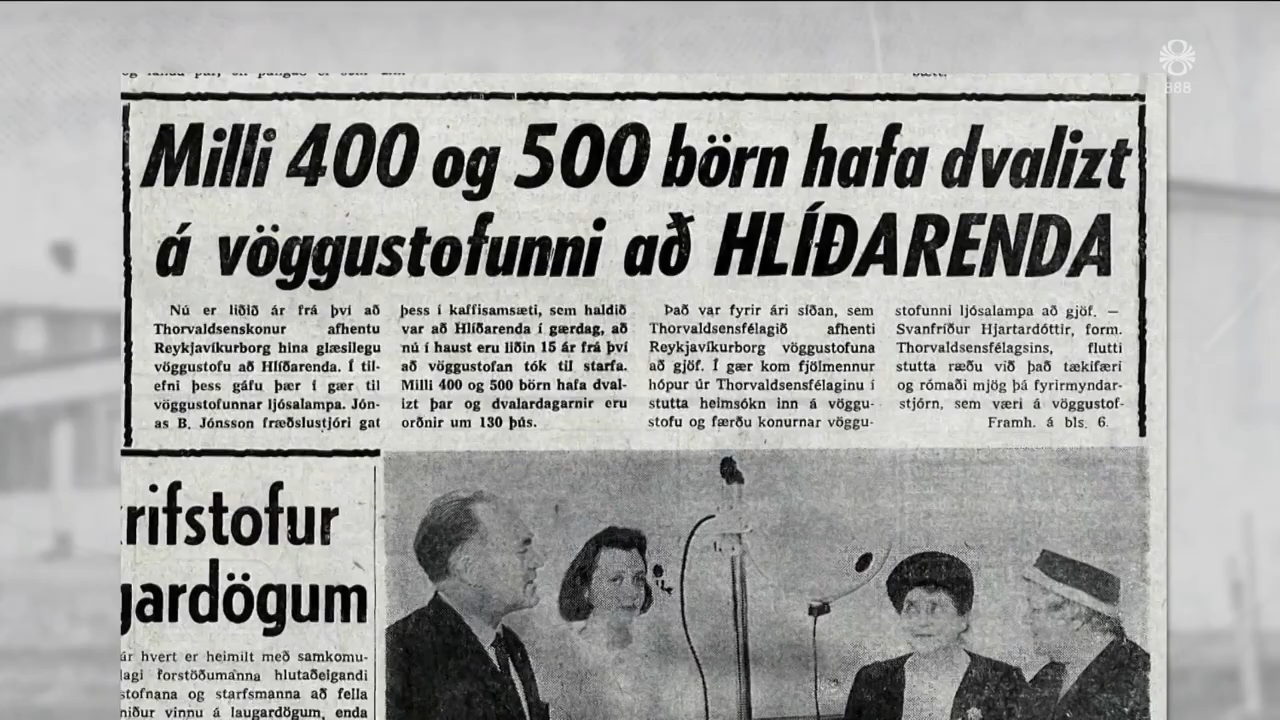 888
Milli 400 og 500 börn hafa dvalizt
á vöggustofunni að HLÍÐARENDA
Nú er liðið ár frá því að
Thorvaldsenskonur afhentu
Reykjavíkurborg hina glæsilegu
vöggustofu að Hlíðarenda. Í til-
efni þess gáfu þær í gær til
vöggustofunnar ljósalampa. Jón-
as B. Jónsson fræðslustjóri gat
þess í kaffisamsæti, sem haldið
var að Hlíðarenda í gærdag, að
nú í haust eru liðin 15 ár frá því
að vöggustofan tók til starfa.
Milli 400 og 500 börn hafa dval-
izt þar og dvalardagarnir eru
orðnir um 130 þús.
Það var fyrir ári síðan, sem
Thorvaldsensfélagið afhenti
Reykjavíkurborg vöggustofuna
að gjöf. Í gær kom fjölmennur
hópur úr Thorvaldsensfélaginu í
stutta heimsókn inn á vöggu-
stofu og færðu konurnar vöggu-
stofunni ljósalampa að gjöf. —
Svanfríður Hjartardóttir, form.
Thorvaldsensfélagsins, flutti
stutta ræðu við það tækifæri
og rómaði mjög þá fyrirmyndar-
stjórn, sem væri á vöggustof-
Framh. á bls. 6.
rifstofur
gardögum
ár hvert er heimilt með samkomu-
lagi forstöðumanna hlutaðeigandi
stofnana og starfsmanna að fella
niður vinnu á laugardögum, enda